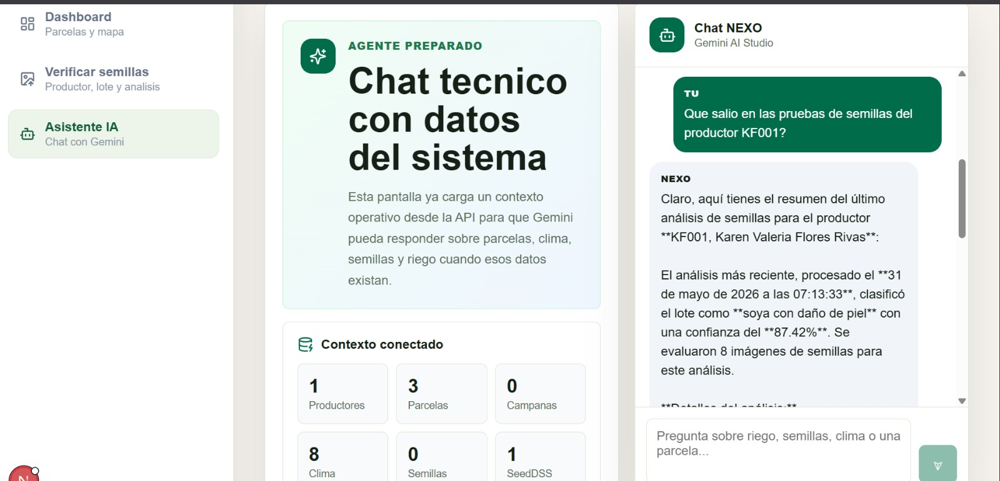 Dashboard
Parcelas y mapa
Verificar semillas
Productor, lote y analisis
Asistente IA
Chat con Gemini
AGENTE PREPARADO
Chat tecnico
con datos
del sistema
Esta pantalla ya carga un contexto
operativo desde la API para que Gemini
pueda responder sobre parcelas, clima,
semillas y riego cuando esos datos
existan.
Contexto conectado
1
Productores
3
Parcelas
0
Campanas
8
Clima
0
Semillas
1
SeedDSS
Chat NEXO
Gemini AI Studio
TU
Que salio en las pruebas de semillas del
productor KF001?
NEXO
Claro, aquí tienes el resumen del último
análisis de semillas para el productor
**KF001, Karen Valeria Flores Rivas**:
El análisis más reciente, procesado el **31
de mayo de 2026 a las 07:13:33**, clasificó
el lote como **soya con daño de piel** con
una confianza del **87.42%**. Se
evaluaron 8 imágenes de semillas para
este análisis.
**Detalles del análisis:**
Pregunta sobre riego, semillas, clima o una
parcela...
N